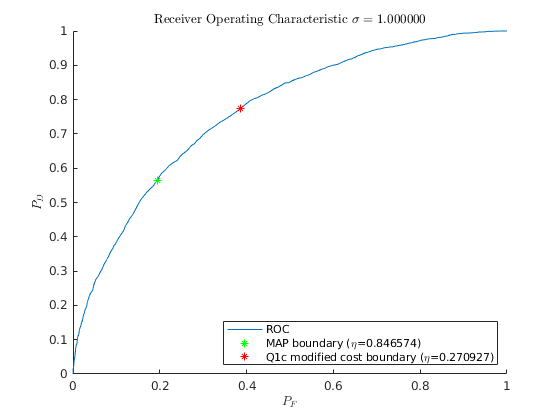 Receiver Operating Characteristic σ = 1.000000
1
0.9
0.8
0.7
0.6
0.5
0.4
0.3
0.2
0.1
0
P_D
0 0.2 0.4 0.6 0.8 1
P_F
ROC
MAP boundary (η=0.846574)
Q1c modified cost boundary (η=0.270927)